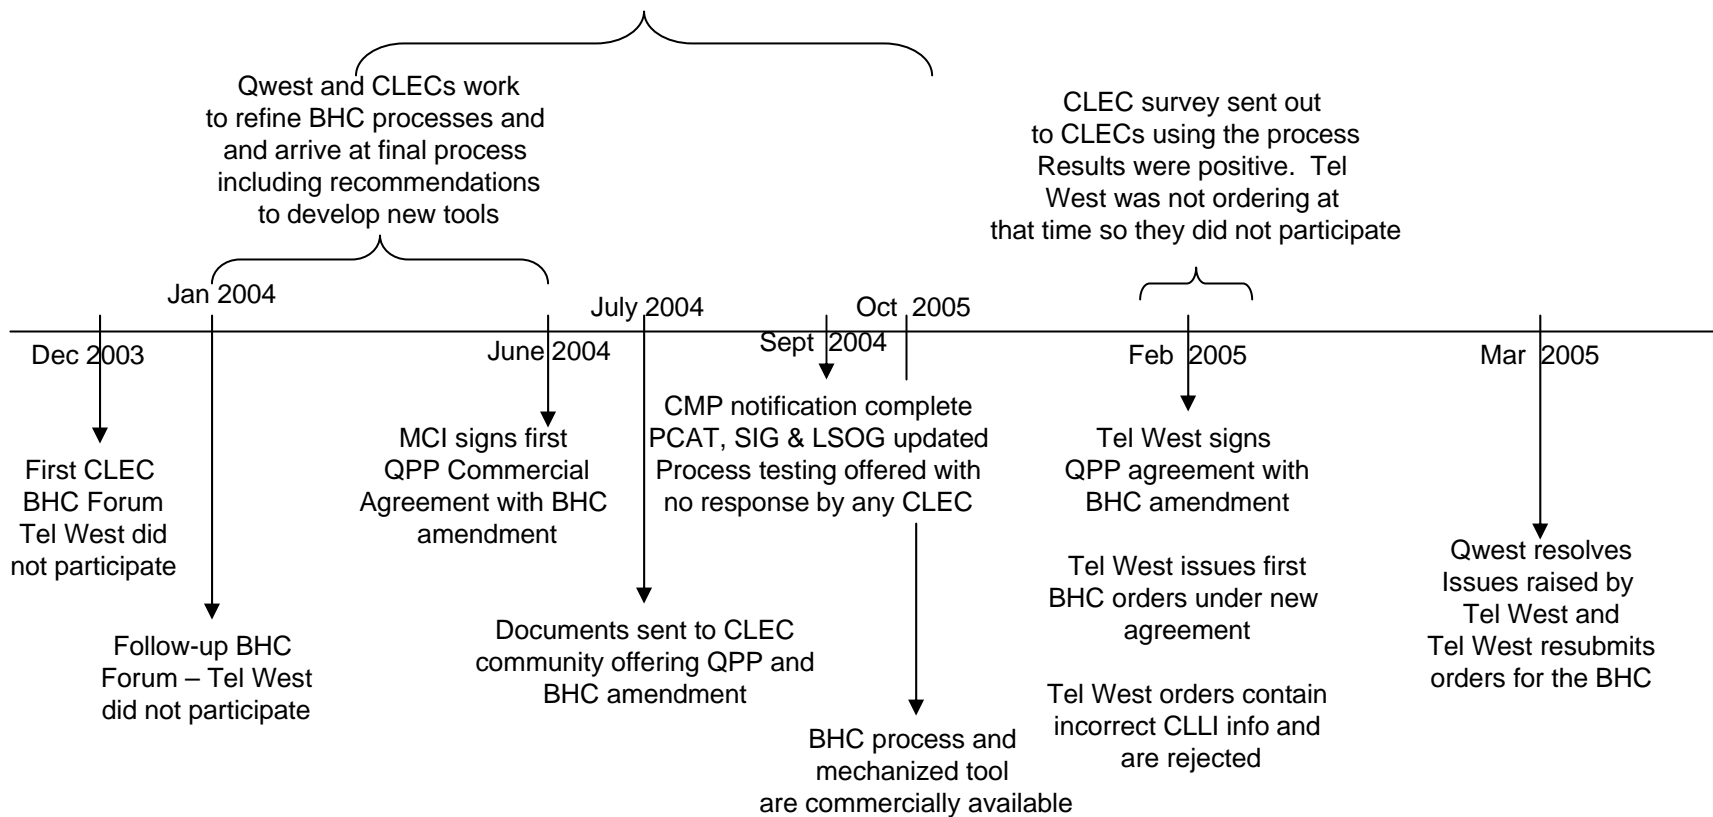 Qwest and CLECs work
to refine BHC processes and
and arrive at final process
including recommendations
to develop new tools
CLEC survey sent out
to CLECs using the process
Results were positive.  Tel
West was not ordering at
that time so they did not participate
Jan 2004
July 2004
Oct  2005
Dec 2003
June 2004
Sept  2004
Feb  2005
Mar  2005
First CLEC
BHC Forum
Tel West did
not participate
Follow-up BHC
Forum – Tel West
did not participate
MCI signs first
QPP Commercial
Agreement with BHC
amendment
Documents sent to CLEC
community offering QPP and
BHC amendment
CMP notification complete
PCAT, SIG & LSOG updated
Process testing offered with
no response by any CLEC
BHC process and
mechanized tool
are commercially available
Tel West signs
QPP agreement with
BHC amendment
Tel West issues first
BHC orders under new
agreement
Tel West orders contain
incorrect CLLI info and
are rejected
Qwest resolves
Issues raised by
Tel West and
Tel West resubmits
orders for the BHC